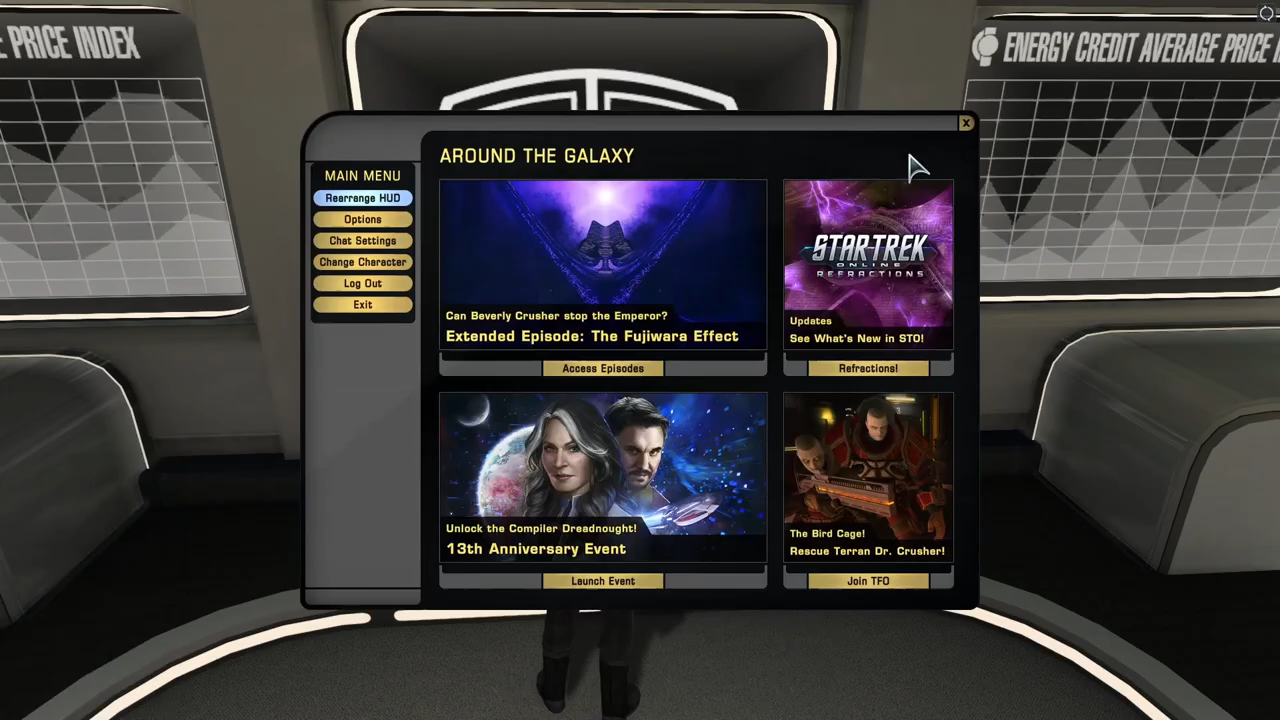 E PRICE INDEX
ENERGY CREDIT AVERAGE PRICE
AROUND THE GALAXY
MAIN MENU
Rearrange HUD
Options
Chat Settings
Change Character
Log Out
Exit
Can Beverly Crusher stop the Emperor?
Extended Episode: The Fujiwara Effect
Access Episodes
STAR TREK
ONLINE
REFRACTIONS
Updates
See What's New in STO!
Refractions!
Unlock the Compiler Dreadnought!
13th Anniversary Event
Launch Event
The Bird Cage!
Rescue Terran Dr. Crusher!
Join TFO
X